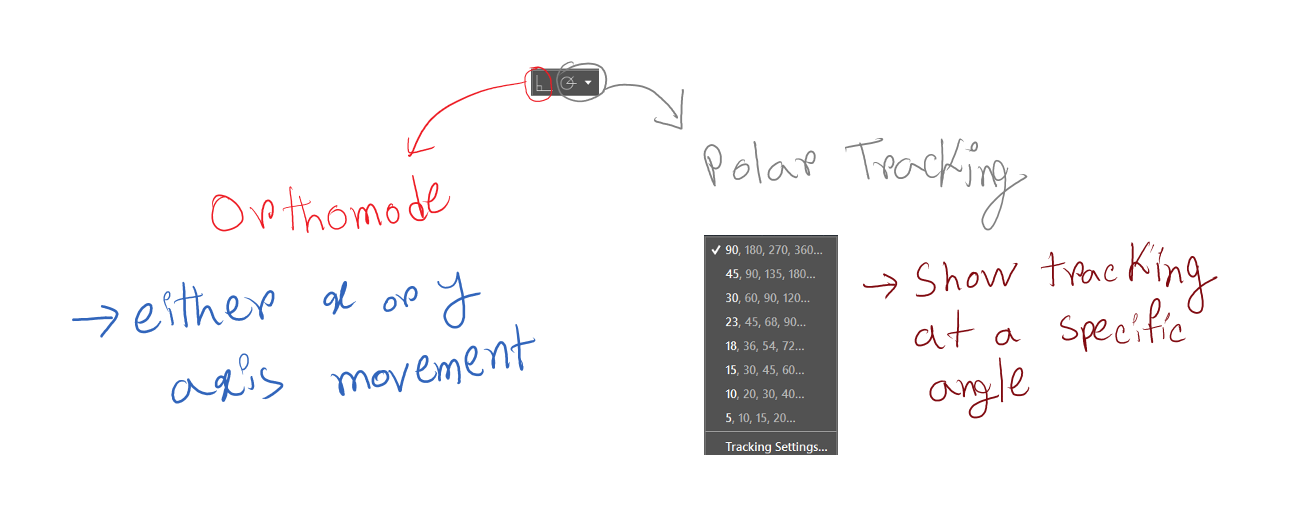 Orthomode
→ either x or y
axis movement
Polar Tracking
✓ 90, 180, 270, 360...
45, 90, 135, 180...
30, 60, 90, 120...
23, 45, 68, 90...
18, 36, 54, 72...
15, 30, 45, 60...
10, 20, 30, 40...
5, 10, 15, 20...
Tracking Settings...
→ Show tracking
at a specific
angle